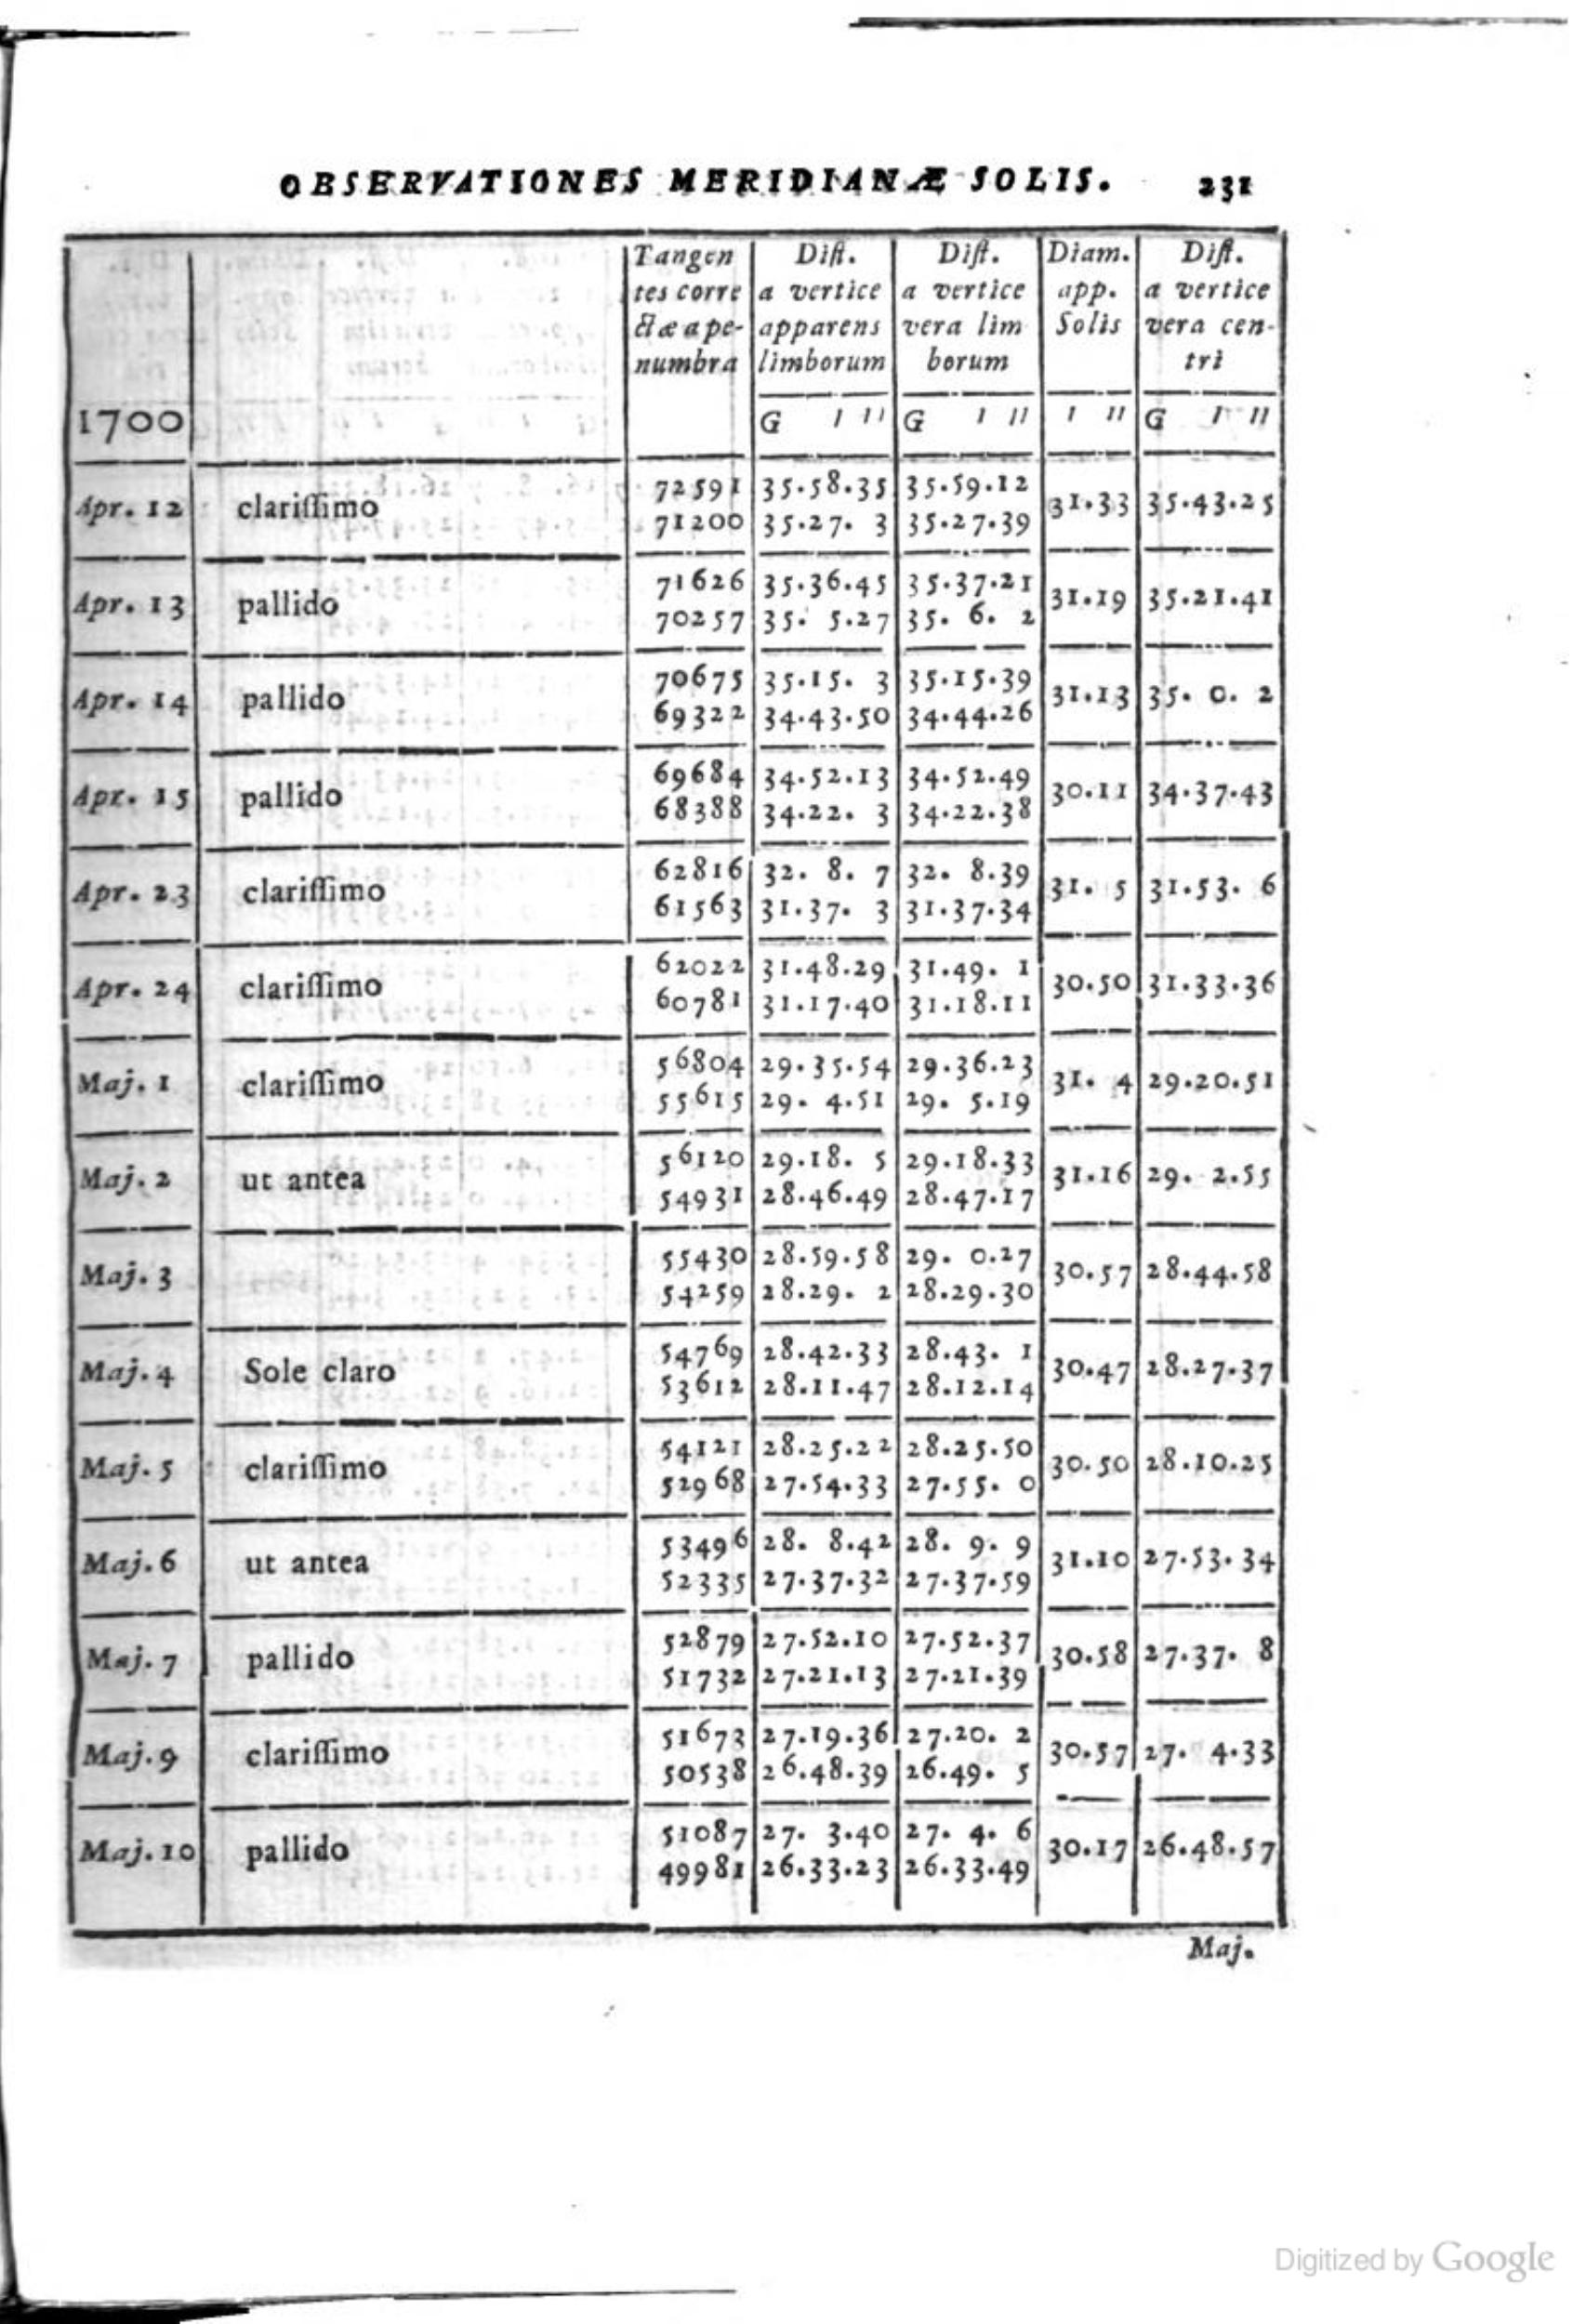 OBSERVATIONES MERIDIANÆ SOLIS. 231
Tangen Diſt. Diſt. Diam. Diſt.
tes corre a vertice a vertice app. a vertice
ctæ a pe- apparens vera lim Solis vera cen-
numbra limborum borum tri
1700 G ı ıı G ı ıı ı ıı G ı ıı
72591 35.58.35 35.59.12
Apr. 12 clariſſimo 31.33 35.43.25
71200 35.27. 3 35.27.39
71626 35.36.45 35.37.21
Apr. 13 pallido 31.19 35.21.41
70257 35. 5.27 35. 6. 2
70675 35.15. 3 35.15.39
Apr. 14 pallido 31.13 35. 0. 2
69322 34.43.50 34.44.26
69684 34.52.13 34.52.49
Apr. 15 pallido 30.11 34.37.43
68388 34.22. 3 34.22.38
62816 32. 8. 7 32. 8.39
Apr. 23 clariſſimo 31. 5 31.53. 6
61563 31.37. 3 31.37.34
62022 31.48.29 31.49. 1
Apr. 24 clariſſimo 30.50 31.33.36
60781 31.17.40 31.18.11
56804 29.35.54 29.36.23
Maj. 1 clariſſimo 31. 4 29.20.51
55615 29. 4.51 29. 5.19
56120 29.18. 5 29.18.33
Maj. 2 ut antea 31.16 29. 2.55
54931 28.46.49 28.47.17
55430 28.59.58 29. 0.27
Maj. 3 30.57 28.44.58
54259 28.29. 2 28.29.30
54769 28.42.33 28.43. 1
Maj. 4 Sole claro 30.47 28.27.37
53612 28.11.47 28.12.14
54121 28.25.22 28.25.50
Maj. 5 clariſſimo 30.50 28.10.25
52968 27.54.33 27.55. 0
53496 28. 8.42 28. 9. 9
Maj. 6 ut antea 31.10 27.53.34
52335 27.37.32 27.37.59
52879 27.52.10 27.52.37
Maj. 7 pallido 30.58 27.37. 8
51732 27.21.13 27.21.39
51673 27.19.36 27.20. 2
Maj. 9 clariſſimo 30.57 27. 4.33
50538 26.48.39 26.49. 5
51087 27. 3.40 27. 4. 6
Maj. 10 pallido 30.17 26.48.57
49981 26.33.23 26.33.49
Maj.
Digitized by Google